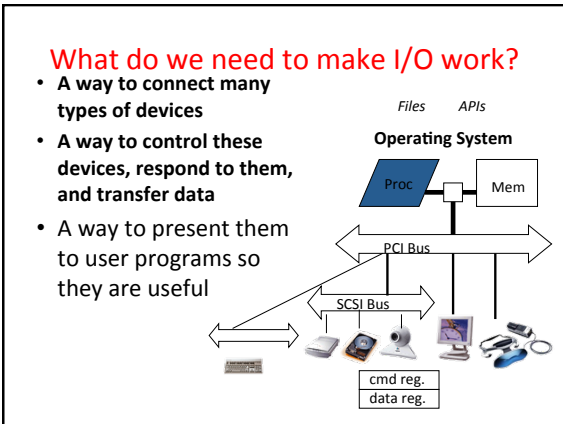 What do we need to make I/O work?
• A way to connect many
types of devices
• A way to control these
devices, respond to them,
and transfer data
• A way to present them
to user programs so
they are useful
Files APIs
Operating System
Proc
Mem
PCI Bus
SCSI Bus
cmd reg.
data reg.